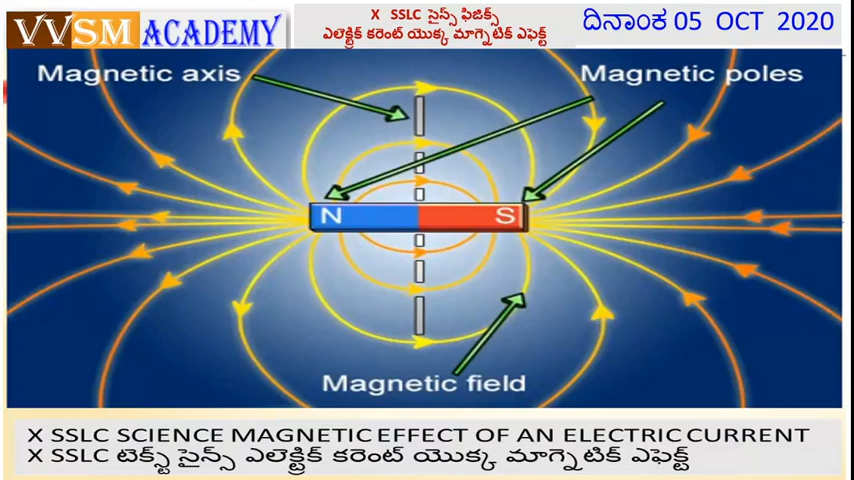 VVSM ACADEMY
X SSLC సైన్స్ ఫిజిక్స్
ఎలెక్ట్రిక్ కరెంట్ యొక్క మాగ్నెటిక్ ఎఫెక్ట్
ದಿನಾಂಕ 05 OCT 2020
Magnetic axis
Magnetic poles
N
S
Magnetic field
X SSLC SCIENCE MAGNETIC EFFECT OF AN ELECTRIC CURRENT
X SSLC టెక్స్ట్ సైన్స్ ఎలెక్ట్రిక్ కరెంట్ యొక్క మాగ్నెటిక్ ఎఫెక్ట్